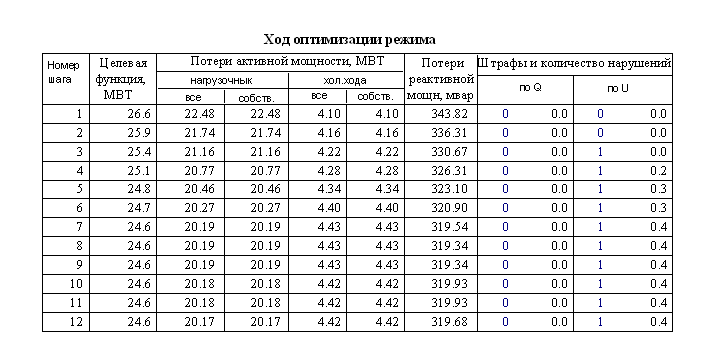 Ход оптимизации режима
Номер шага Целевая функция, МВТ Потери активной мощности, МВТ Потери реактивной мощн, мвар Штрафы и количество нарушений
нагрузочнык хол.хода по Q по U
все собств. все собств.
1 26.6 22.48 22.48 4.10 4.10 343.82 0 0.0 0 0.0
2 25.9 21.74 21.74 4.16 4.16 336.31 0 0.0 0 0.0
3 25.4 21.16 21.16 4.22 4.22 330.67 0 0.0 1 0.0
4 25.1 20.77 20.77 4.28 4.28 326.31 0 0.0 1 0.2
5 24.8 20.46 20.46 4.34 4.34 323.10 0 0.0 1 0.3
6 24.7 20.27 20.27 4.40 4.40 320.90 0 0.0 1 0.3
7 24.6 20.19 20.19 4.43 4.43 319.54 0 0.0 1 0.4
8 24.6 20.19 20.19 4.43 4.43 319.34 0 0.0 1 0.4
9 24.6 20.19 20.19 4.43 4.43 319.34 0 0.0 1 0.4
10 24.6 20.18 20.18 4.42 4.42 319.93 0 0.0 1 0.4
11 24.6 20.18 20.18 4.42 4.42 319.93 0 0.0 1 0.4
12 24.6 20.17 20.17 4.42 4.42 319.68 0 0.0 1 0.4